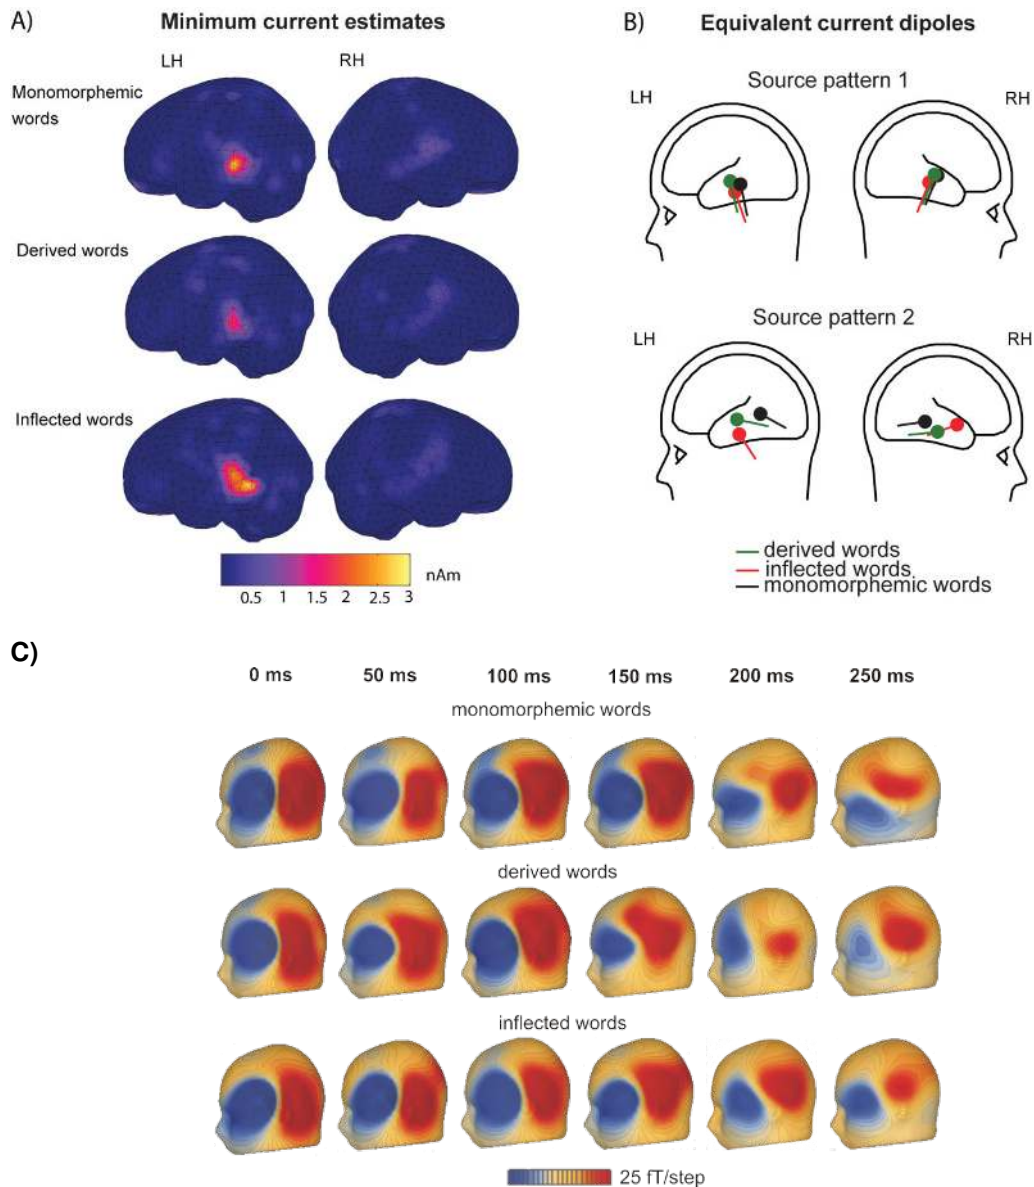 A) Minimum current estimates
LH RH
Monomorphemic
words
Derived words
Inflected words
0.5 1 1.5 2 2.5 3 nAm
B) Equivalent current dipoles
Source pattern 1
LH RH
Source pattern 2
LH RH
derived words
inflected words
monomorphemic words
C)
0 ms 50 ms 100 ms 150 ms 200 ms 250 ms
monomorphemic words
derived words
inflected words
25 fT/step